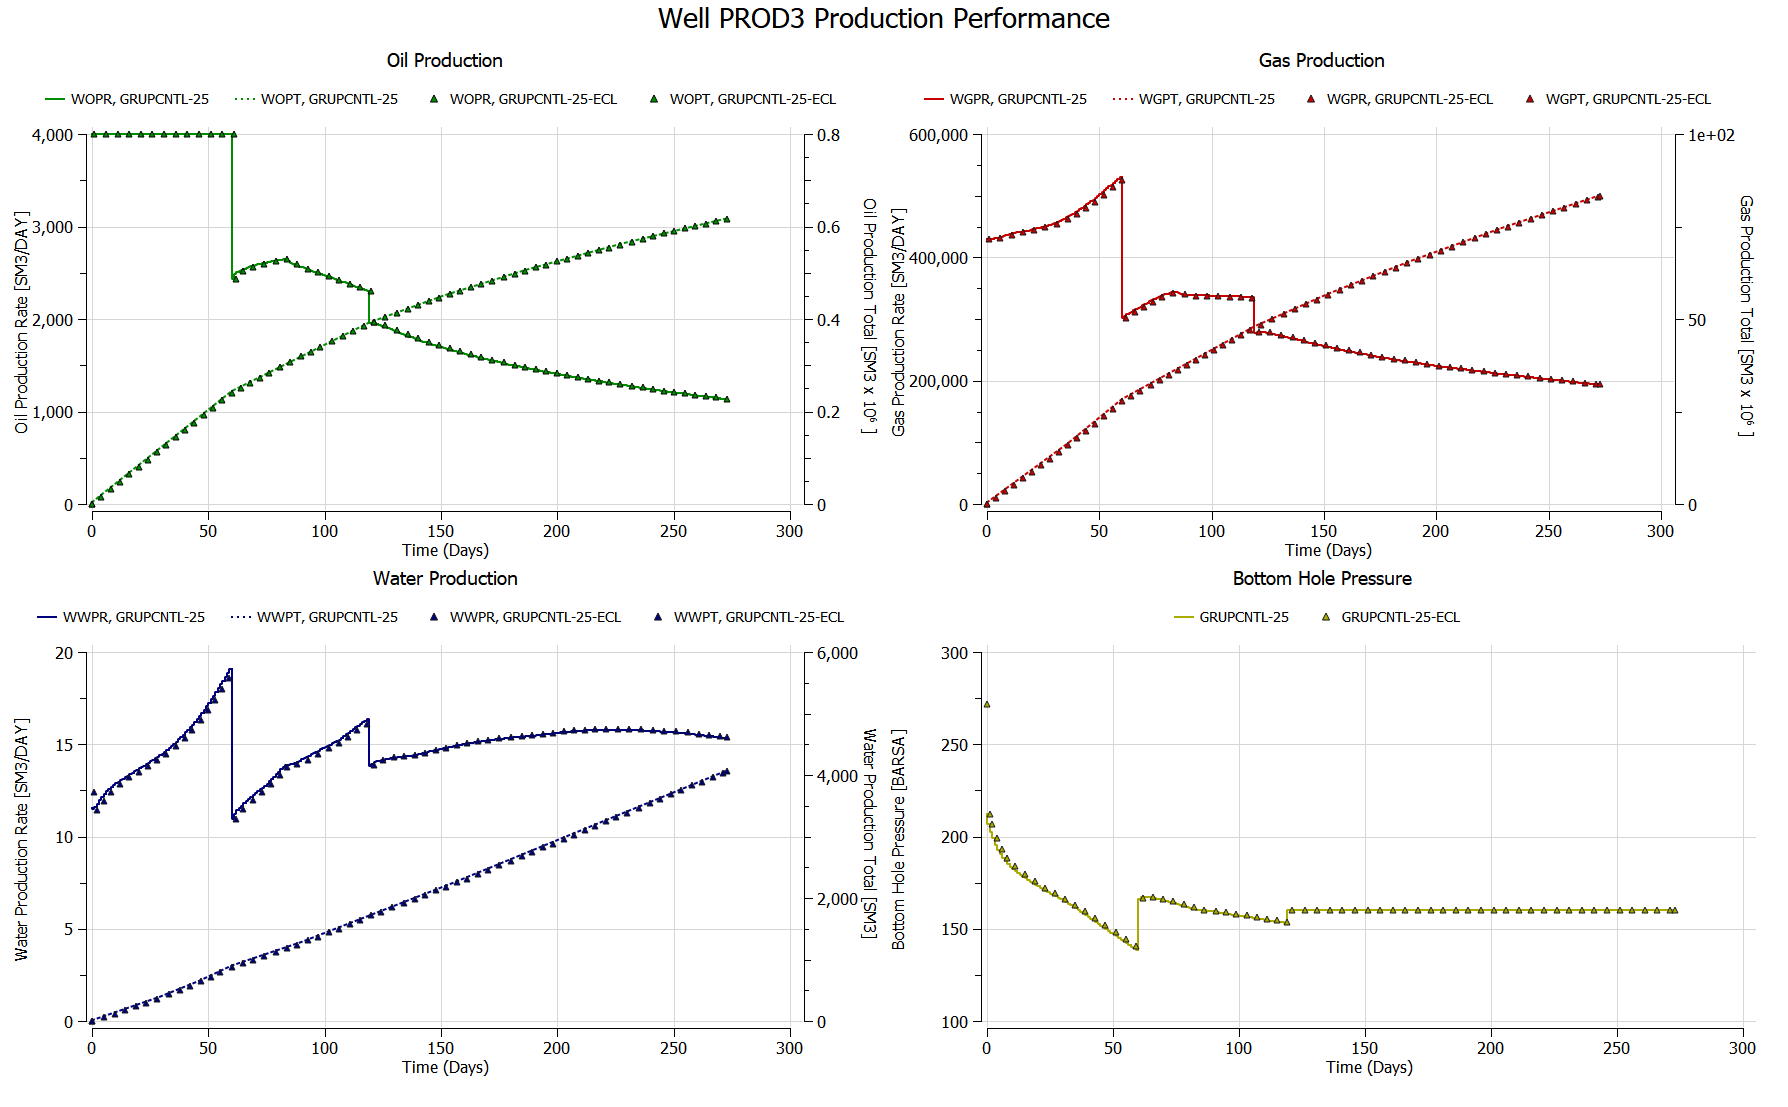 Well PROD3 Production Performance
Oil Production
WOPR, GRUPCNTL-25 WOPT, GRUPCNTL-25 WOPR, GRUPCNTL-25-ECL WOPT, GRUPCNTL-25-ECL
Oil Production Rate [SM3/DAY]
4,000
3,000
2,000
1,000
0
0.8
0.6
0.4
0.2
0
Oil Production Total [SM3 x 10⁶ ]
0 50 100 150 200 250 300
Time (Days)
Gas Production
WGPR, GRUPCNTL-25 WGPT, GRUPCNTL-25 WGPR, GRUPCNTL-25-ECL WGPT, GRUPCNTL-25-ECL
Gas Production Rate [SM3/DAY]
600,000
400,000
200,000
0
1e+02
50
0
Gas Production Total [SM3 x 10⁶ ]
0 50 100 150 200 250 300
Time (Days)
Water Production
WWPR, GRUPCNTL-25 WWPT, GRUPCNTL-25 WWPR, GRUPCNTL-25-ECL WWPT, GRUPCNTL-25-ECL
Water Production Rate [SM3/DAY]
20
15
10
5
0
6,000
4,000
2,000
0
Water Production Total [SM3]
0 50 100 150 200 250 300
Time (Days)
Bottom Hole Pressure
GRUPCNTL-25 GRUPCNTL-25-ECL
Bottom Hole Pressure [BARSA]
300
250
200
150
100
0 50 100 150 200 250 300
Time (Days)